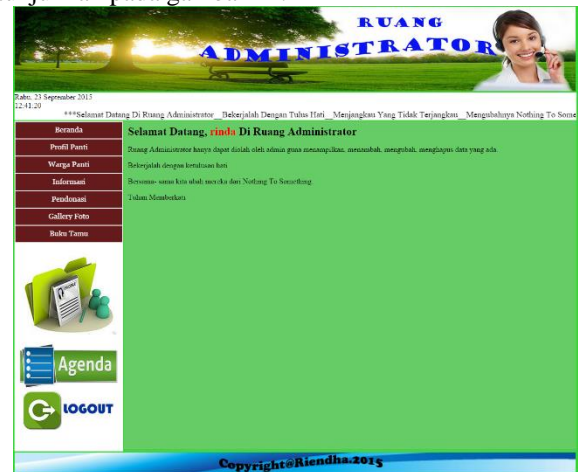 RUANG
ADMINISTRATOR
Rabu, 23 September 2015
12:41:20
***Selamat Datang Di Ruang Administrator__Bekerjalah Dengan Tulus Hati__Menjangkau Yang Tidak Terjangkau__Mengubahnya Nothing To Some
Beranda
Profil Panti
Warga Panti
Informasi
Pendonasi
Gallery Foto
Buku Tamu
Selamat Datang, rinda Di Ruang Administrator
Ruang Administrator hanya dapat diolah oleh admin guna menampilkan, menambah, mengubah, menghapus data yang ada.
Bekerjalah dengan ketulusan hati
Bersama- sama kita ubah mereka dari Nothing To Something.
Tuhan Memberkati
Agenda
LOGOUT
Copyright@Riendha.2015